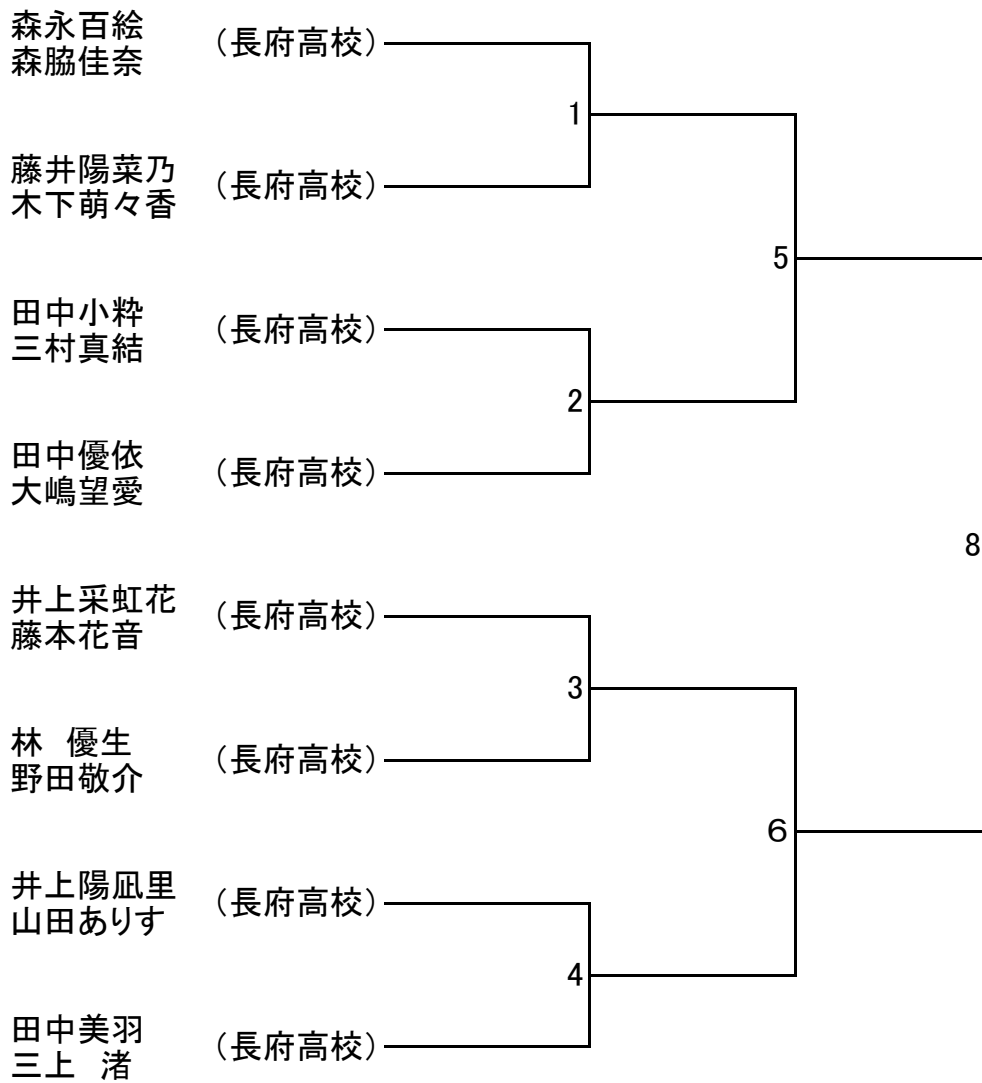 森永百絵
森脇佳奈
（長府高校）
1
藤井陽菜乃
木下萌々香
（長府高校）
5
田中小粋
三村真結
（長府高校）
2
田中優依
大嶋望愛
（長府高校）
8
井上采虹花
藤本花音
（長府高校）
3
林　優生
野田敬介
（長府高校）
6
井上陽凪里
山田ありす
（長府高校）
4
田中美羽
三上　渚
（長府高校）